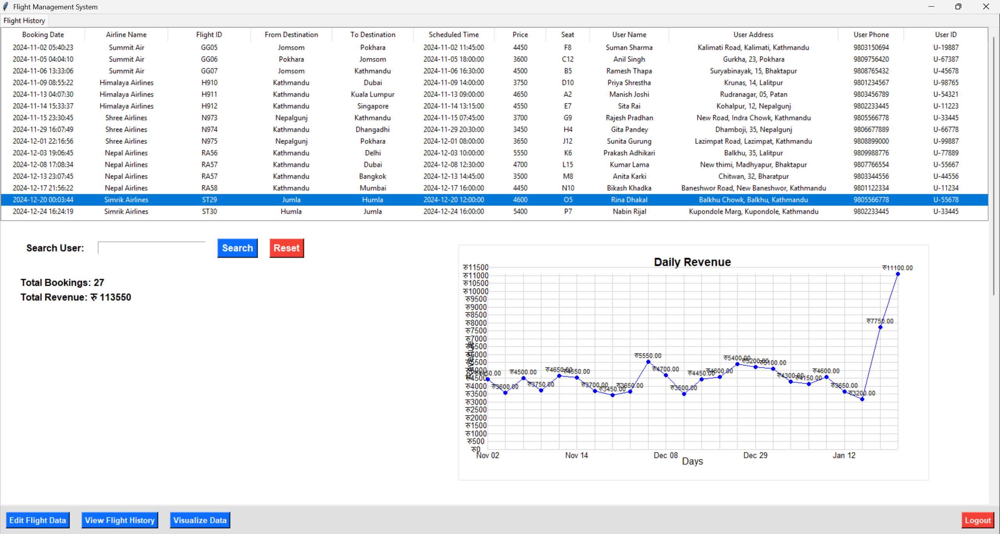 Flight Management System
Flight History
Booking Date Airline Name Flight ID From Destination To Destination Scheduled Time Price Seat User Name User Address User Phone User ID
2024-11-02 05:40:23 Summit Air GG05 Jomsom Pokhara 2024-11-02 11:45:00 4450 F8 Suman Sharma Kalimati Road, Kalimati, Kathmandu 9803150694 U-19887
2024-11-05 04:04:10 Summit Air GG06 Pokhara Jomsom 2024-11-05 18:00:00 3600 C12 Anil Singh Gurkha, 23, Pokhara 9809756420 U-67387
2024-11-06 13:33:06 Summit Air GG07 Jomsom Kathmandu 2024-11-06 16:30:00 4500 B5 Ramesh Thapa Suryabinayak, 15, Bhaktapur 9808765432 U-45678
2024-11-09 08:55:22 Himalaya Airlines H910 Kathmandu Dubai 2024-11-09 14:00:00 3750 D10 Priya Shrestha Krunas, 14, Lalitpur 9801234567 U-98765
2024-11-13 04:07:30 Himalaya Airlines H911 Kathmandu Kuala Lumpur 2024-11-13 09:00:00 4650 A2 Manish Joshi Rudranagar, 05, Patan 9803456789 U-54321
2024-11-14 15:33:37 Himalaya Airlines H912 Kathmandu Singapore 2024-11-14 13:15:00 4550 E7 Sita Rai Kohalpur, 12, Nepalgunj 9802233445 U-11223
2024-11-15 23:30:45 Shree Airlines N973 Nepalgunj Kathmandu 2024-11-15 07:45:00 3700 G9 Rajesh Pradhan New Road, Indra Chowk, Kathmandu 9805566778 U-33445
2024-11-29 16:07:49 Shree Airlines N974 Kathmandu Dhangadhi 2024-11-29 20:30:00 3450 H4 Gita Pandey Dhamboji, 35, Nepalgunj 9806677889 U-66778
2024-12-01 22:16:56 Shree Airlines N975 Nepalgunj Pokhara 2024-12-01 08:00:00 3650 J12 Sunita Gurung Lazimpat Road, Lazimpat, Kathmandu 9808899000 U-99887
2024-12-03 19:06:45 Nepal Airlines RA56 Kathmandu Delhi 2024-12-03 10:00:00 5550 K6 Prakash Adhikari Balkhu, 35, Lalitpur 9809988776 U-77889
2024-12-08 17:08:34 Nepal Airlines RA57 Kathmandu Dubai 2024-12-08 12:30:00 4700 L15 Kumar Lama New thimi, Madhyapur, Bhaktapur 9807766554 U-55667
2024-12-13 23:07:45 Nepal Airlines RA57 Kathmandu Bangkok 2024-12-13 14:45:00 3500 M8 Anita Karki Chitwan, 32, Bharatpur 9803344556 U-44556
2024-12-17 21:56:22 Nepal Airlines RA58 Kathmandu Mumbai 2024-12-17 16:00:00 4450 N10 Bikash Khadka Baneshwor Road, New Baneshwor, Kathmandu 9801122334 U-11234
2024-12-20 00:03:44 Simrik Airlines ST29 Jumla Humla 2024-12-20 12:00:00 4600 O5 Rina Dhakal Balkhu Chowk, Balkhu, Kathmandu 9805566778 U-55678
2024-12-24 16:24:19 Simrik Airlines ST30 Humla Jumla 2024-12-24 16:00:00 5400 P7 Nabin Rijal Kupondole Marg, Kupondole, Kathmandu 9802233445 U-33445
Search User: Search Reset
Total Bookings: 27
Total Revenue: रु 113550
Daily Revenue
रु11500
रु11000
रु10500
रु10000
रु9500
रु9000
रु8500
रु8000
रु7500
रु7000
रु6500
रु6000
रु5500
रु5000
रु4500
रु4000
रु3500
रु3000
रु2500
रु2000
रु1500
रु1000
रु500
रु0
Revenue
रु4450.00
रु3600.00
रु4500.00
रु3750.00
रु4650.00
रु4550.00
रु3700.00
रु3450.00
रु3650.00
रु5550.00
रु4700.00
रु3500.00
रु4450.00
रु4600.00
रु5400.00
रु5200.00
रु5100.00
रु4300.00
रु4150.00
रु4600.00
रु3650.00
रु3200.00
रु7750.00
रु11100.00
Nov 02 Nov 14 Dec 08 Dec 29 Jan 12
Days
Edit Flight Data View Flight History Visualize Data Logout